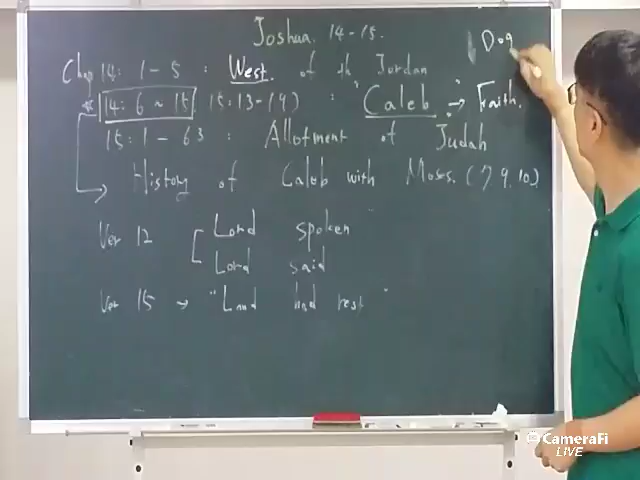 Joshua. 14-15.
Dog
Chap 14: 1-5 : West of the Jordan
14: 6 ~ 15 (15:13-19) : "Caleb" → Faith.
15: 1-63 : Allotment of Judah
History of Caleb with Moses. (7, 9, 10)
Ver 12 Lord spoken
Lord said
Ver 15 → "Land had rest"
CameraFi
LIVE